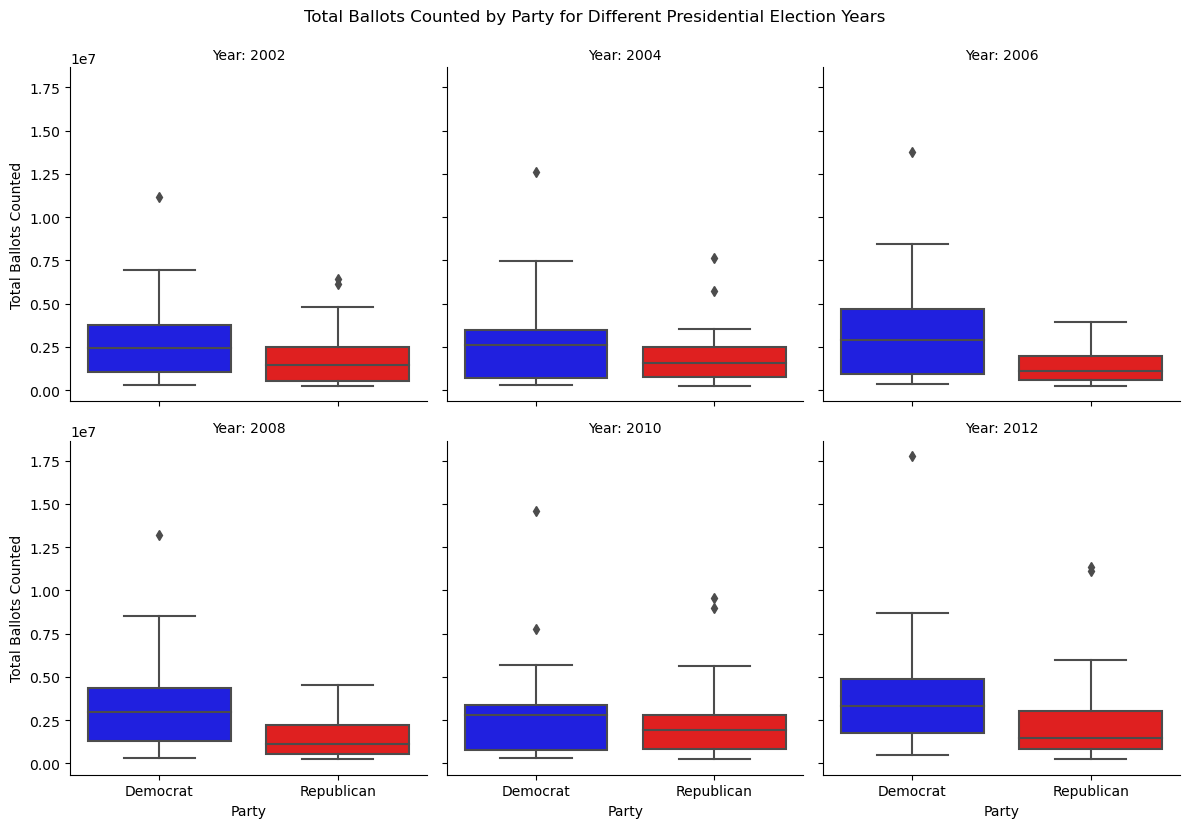 Total Ballots Counted by Party for Different Presidential Election Years
Year: 2002
Year: 2004
Year: 2006
1e7
1.75
1.50
1.25
1.00
0.75
0.50
0.25
0.00
Total Ballots Counted
Year: 2008
Year: 2010
Year: 2012
1e7
1.75
1.50
1.25
1.00
0.75
0.50
0.25
0.00
Total Ballots Counted
Democrat
Republican
Democrat
Republican
Democrat
Republican
Party
Party
Party